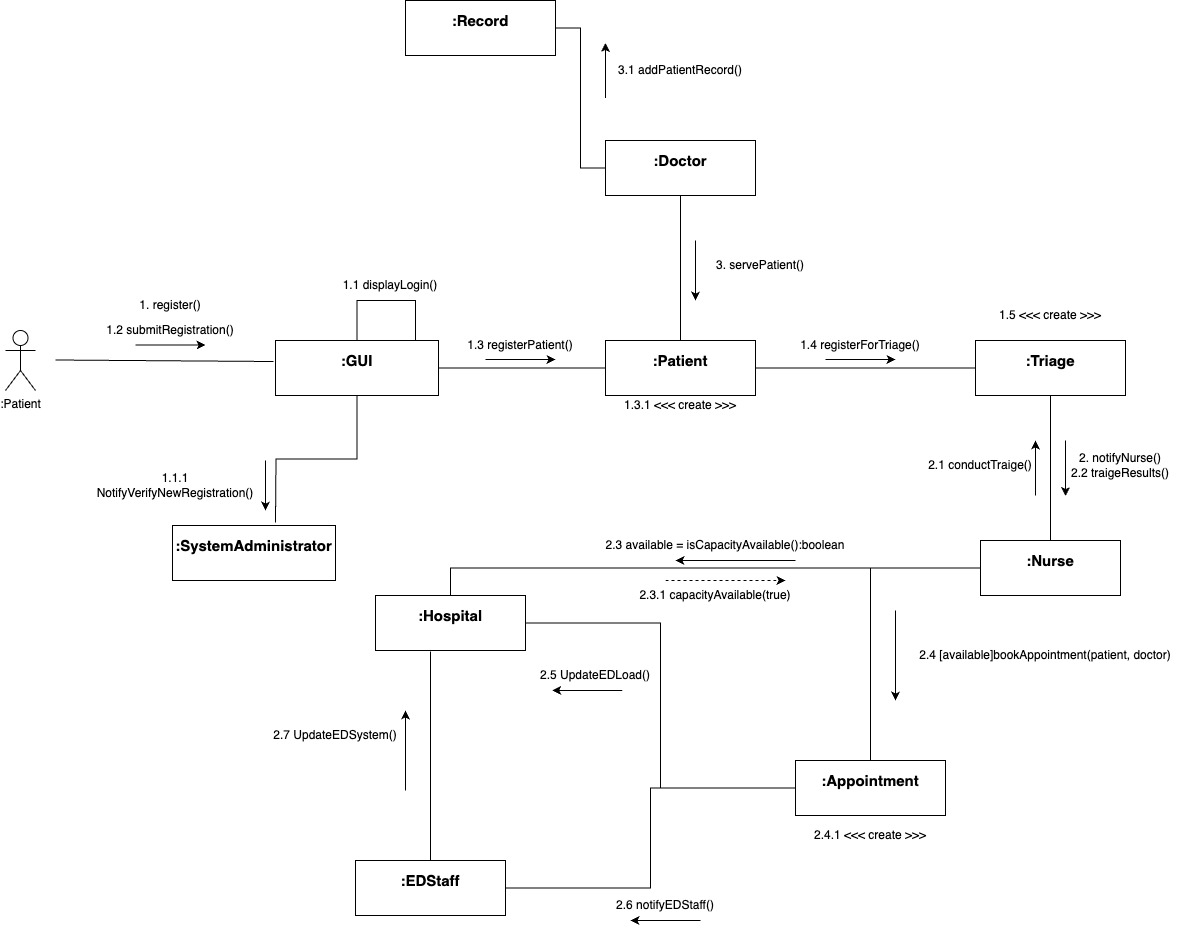 :Record
3.1 addPatientRecord()
:Doctor
3. servePatient()
1.1 displayLogin()
1. register()
1.2 submitRegistration()
1.5 <<< create >>>
:GUI
1.3 registerPatient()
:Patient
1.4 registerForTriage()
:Triage
:Patient
1.3.1 <<< create >>>
2.1 conductTraige()
2. notifyNurse()
2.2 traigeResults()
1.1.1
NotifyVerifyNewRegistration()
:SystemAdministrator
2.3 available = isCapacityAvailable():boolean
:Nurse
2.3.1 capacityAvailable(true)
:Hospital
2.4 [available]bookAppointment(patient, doctor)
2.5 UpdateEDLoad()
2.7 UpdateEDSystem()
:Appointment
2.4.1 <<< create >>>
:EDStaff
2.6 notifyEDStaff()